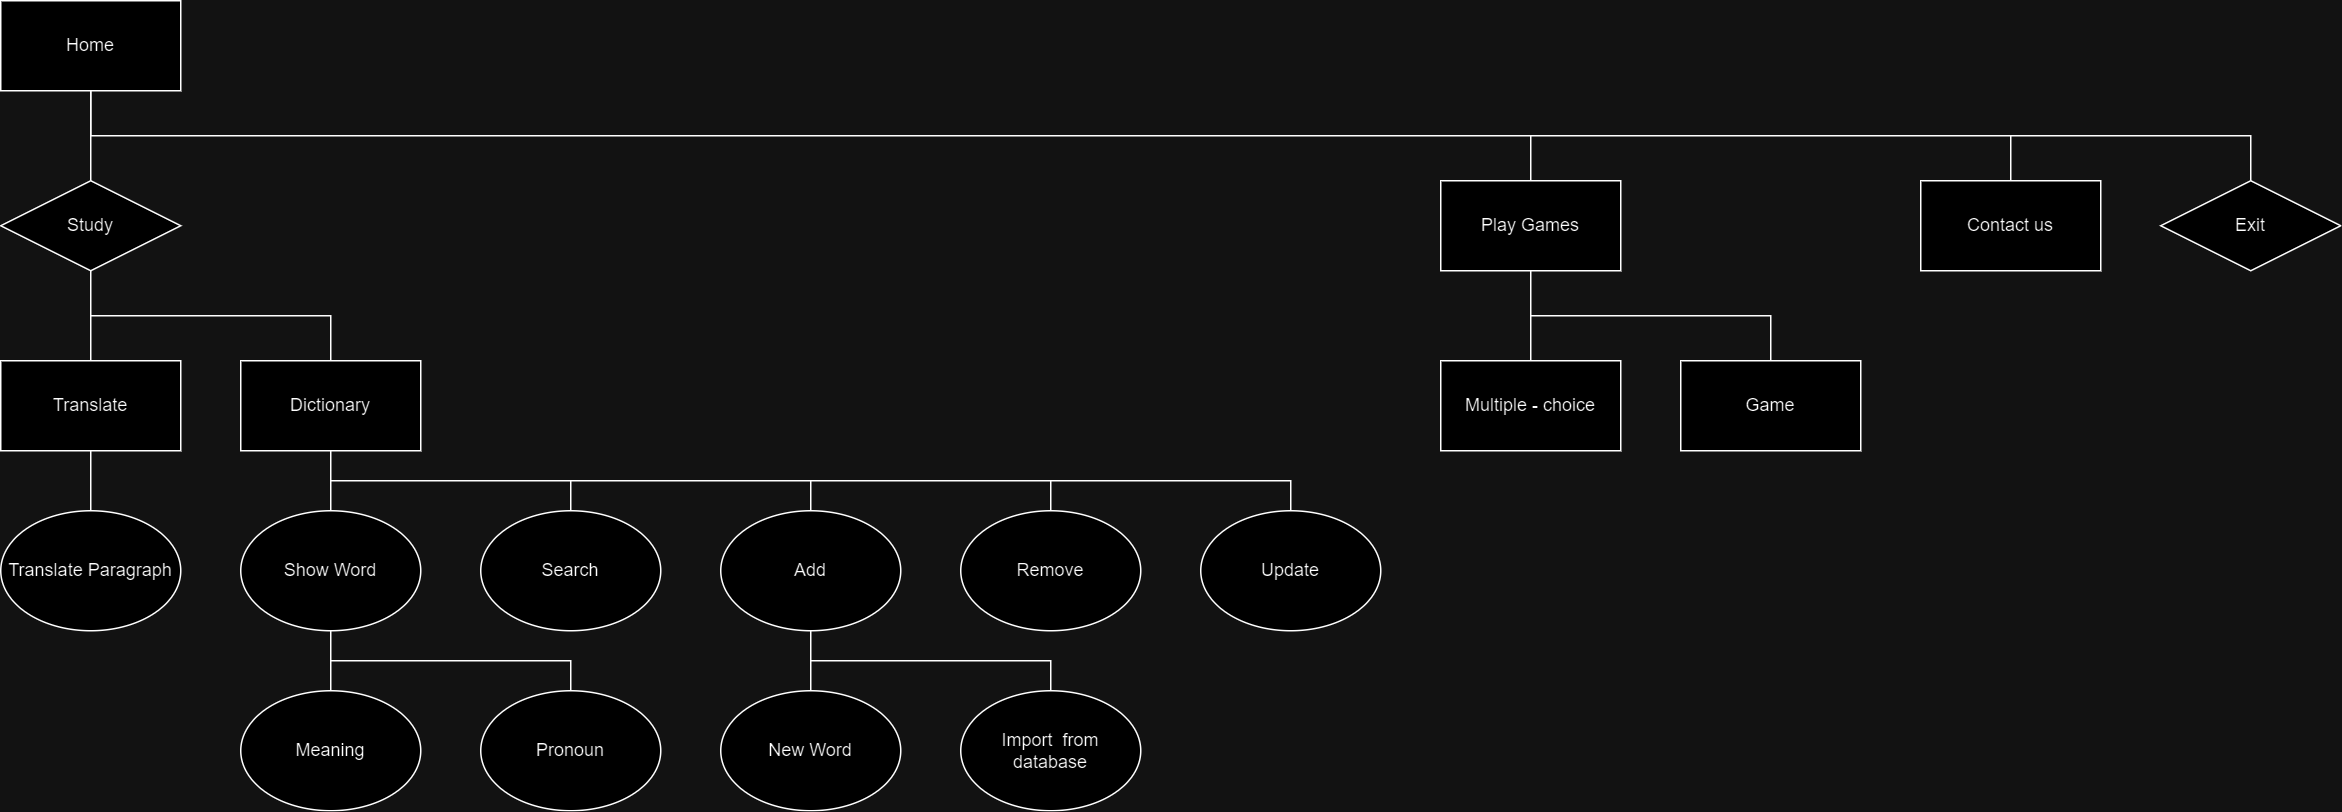 Home
Study
Play Games
Contact us
Exit
Translate
Dictionary
Multiple - choice
Game
Translate Paragraph
Show Word
Search
Add
Remove
Update
Meaning
Pronoun
New Word
Import  from
database